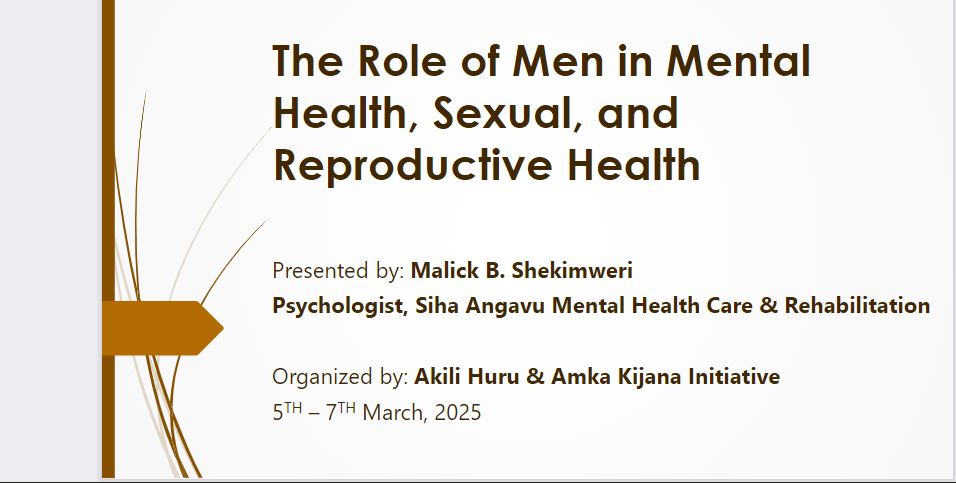 The Role of Men in Mental
Health, Sexual, and
Reproductive Health
Presented by: Malick B. Shekimweri
Psychologist, Siha Angavu Mental Health Care & Rehabilitation
Organized by: Akili Huru & Amka Kijana Initiative
5TH – 7TH March, 2025